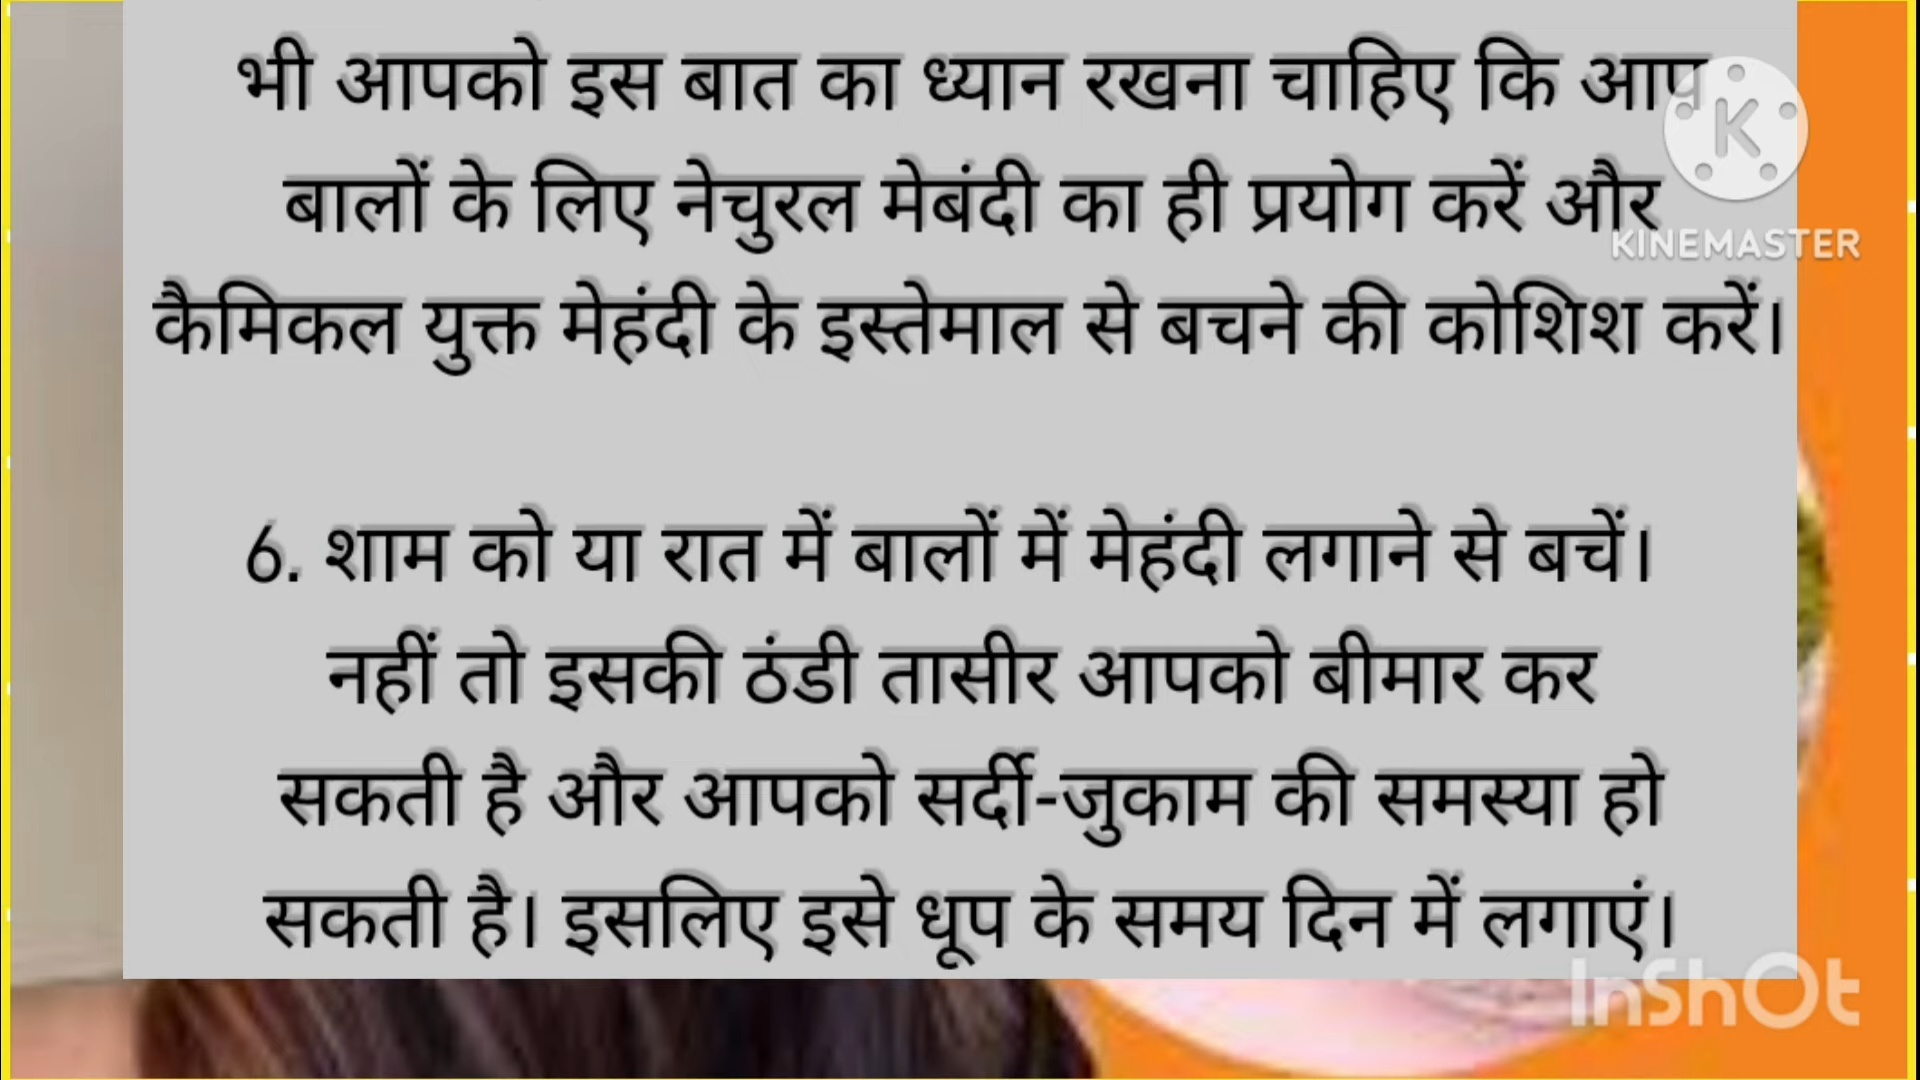 भी आपको इस बात का ध्यान रखना चाहिए कि आप
बालों के लिए नेचुरल मेबंदी का ही प्रयोग करें और
कैमिकल युक्त मेहंदी के इस्तेमाल से बचने की कोशिश करें।
6. शाम को या रात में बालों में मेहंदी लगाने से बचें।
नहीं तो इसकी ठंडी तासीर आपको बीमार कर
सकती है और आपको सर्दी-जुकाम की समस्या हो
सकती है। इसलिए इसे धूप के समय दिन में लगाएं।
K
KINEMASTER
InShOt